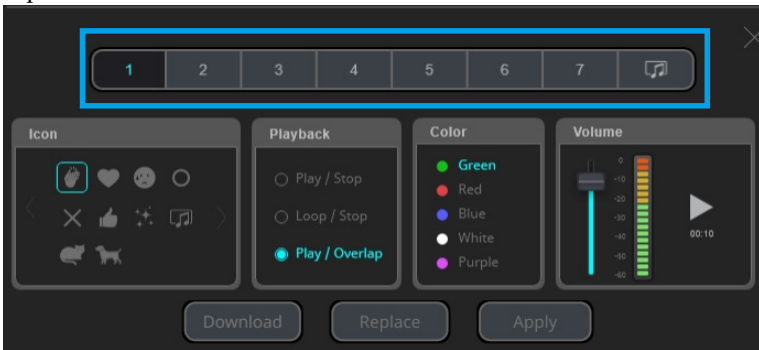 1 2 3 4 5 6 7
Icon
Playback
Play / Stop
Loop / Stop
Play / Overlap
Color
Green
Red
Blue
White
Purple
Volume
0
-10
-20
-30
-40
-50
-60
00:10
Download Replace Apply